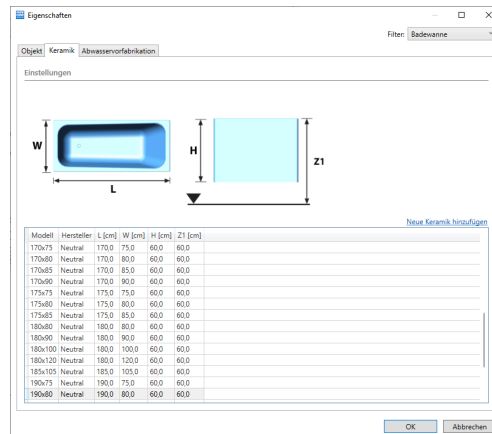 Eigenschaften
Filter: Badewanne
Objekt Keramik Abwasservorfabrikation
Einstellungen
W
L
H
Z1
Neue Keramik hinzufügen
Modell Hersteller L [cm] W [cm] H [cm] Z1 [cm]
170x75 Neutral 170,0 75,0 60,0 60,0
170x80 Neutral 170,0 80,0 60,0 60,0
170x85 Neutral 170,0 85,0 60,0 60,0
170x90 Neutral 170,0 90,0 60,0 60,0
175x75 Neutral 175,0 75,0 60,0 60,0
175x80 Neutral 175,0 80,0 60,0 60,0
175x85 Neutral 175,0 85,0 60,0 60,0
180x80 Neutral 180,0 80,0 60,0 60,0
180x90 Neutral 180,0 90,0 60,0 60,0
180x100 Neutral 180,0 100,0 60,0 60,0
180x120 Neutral 180,0 120,0 60,0 60,0
185x105 Neutral 185,0 105,0 60,0 60,0
190x75 Neutral 190,0 75,0 60,0 60,0
190x80 Neutral 190,0 80,0 60,0 60,0
OK Abbrechen